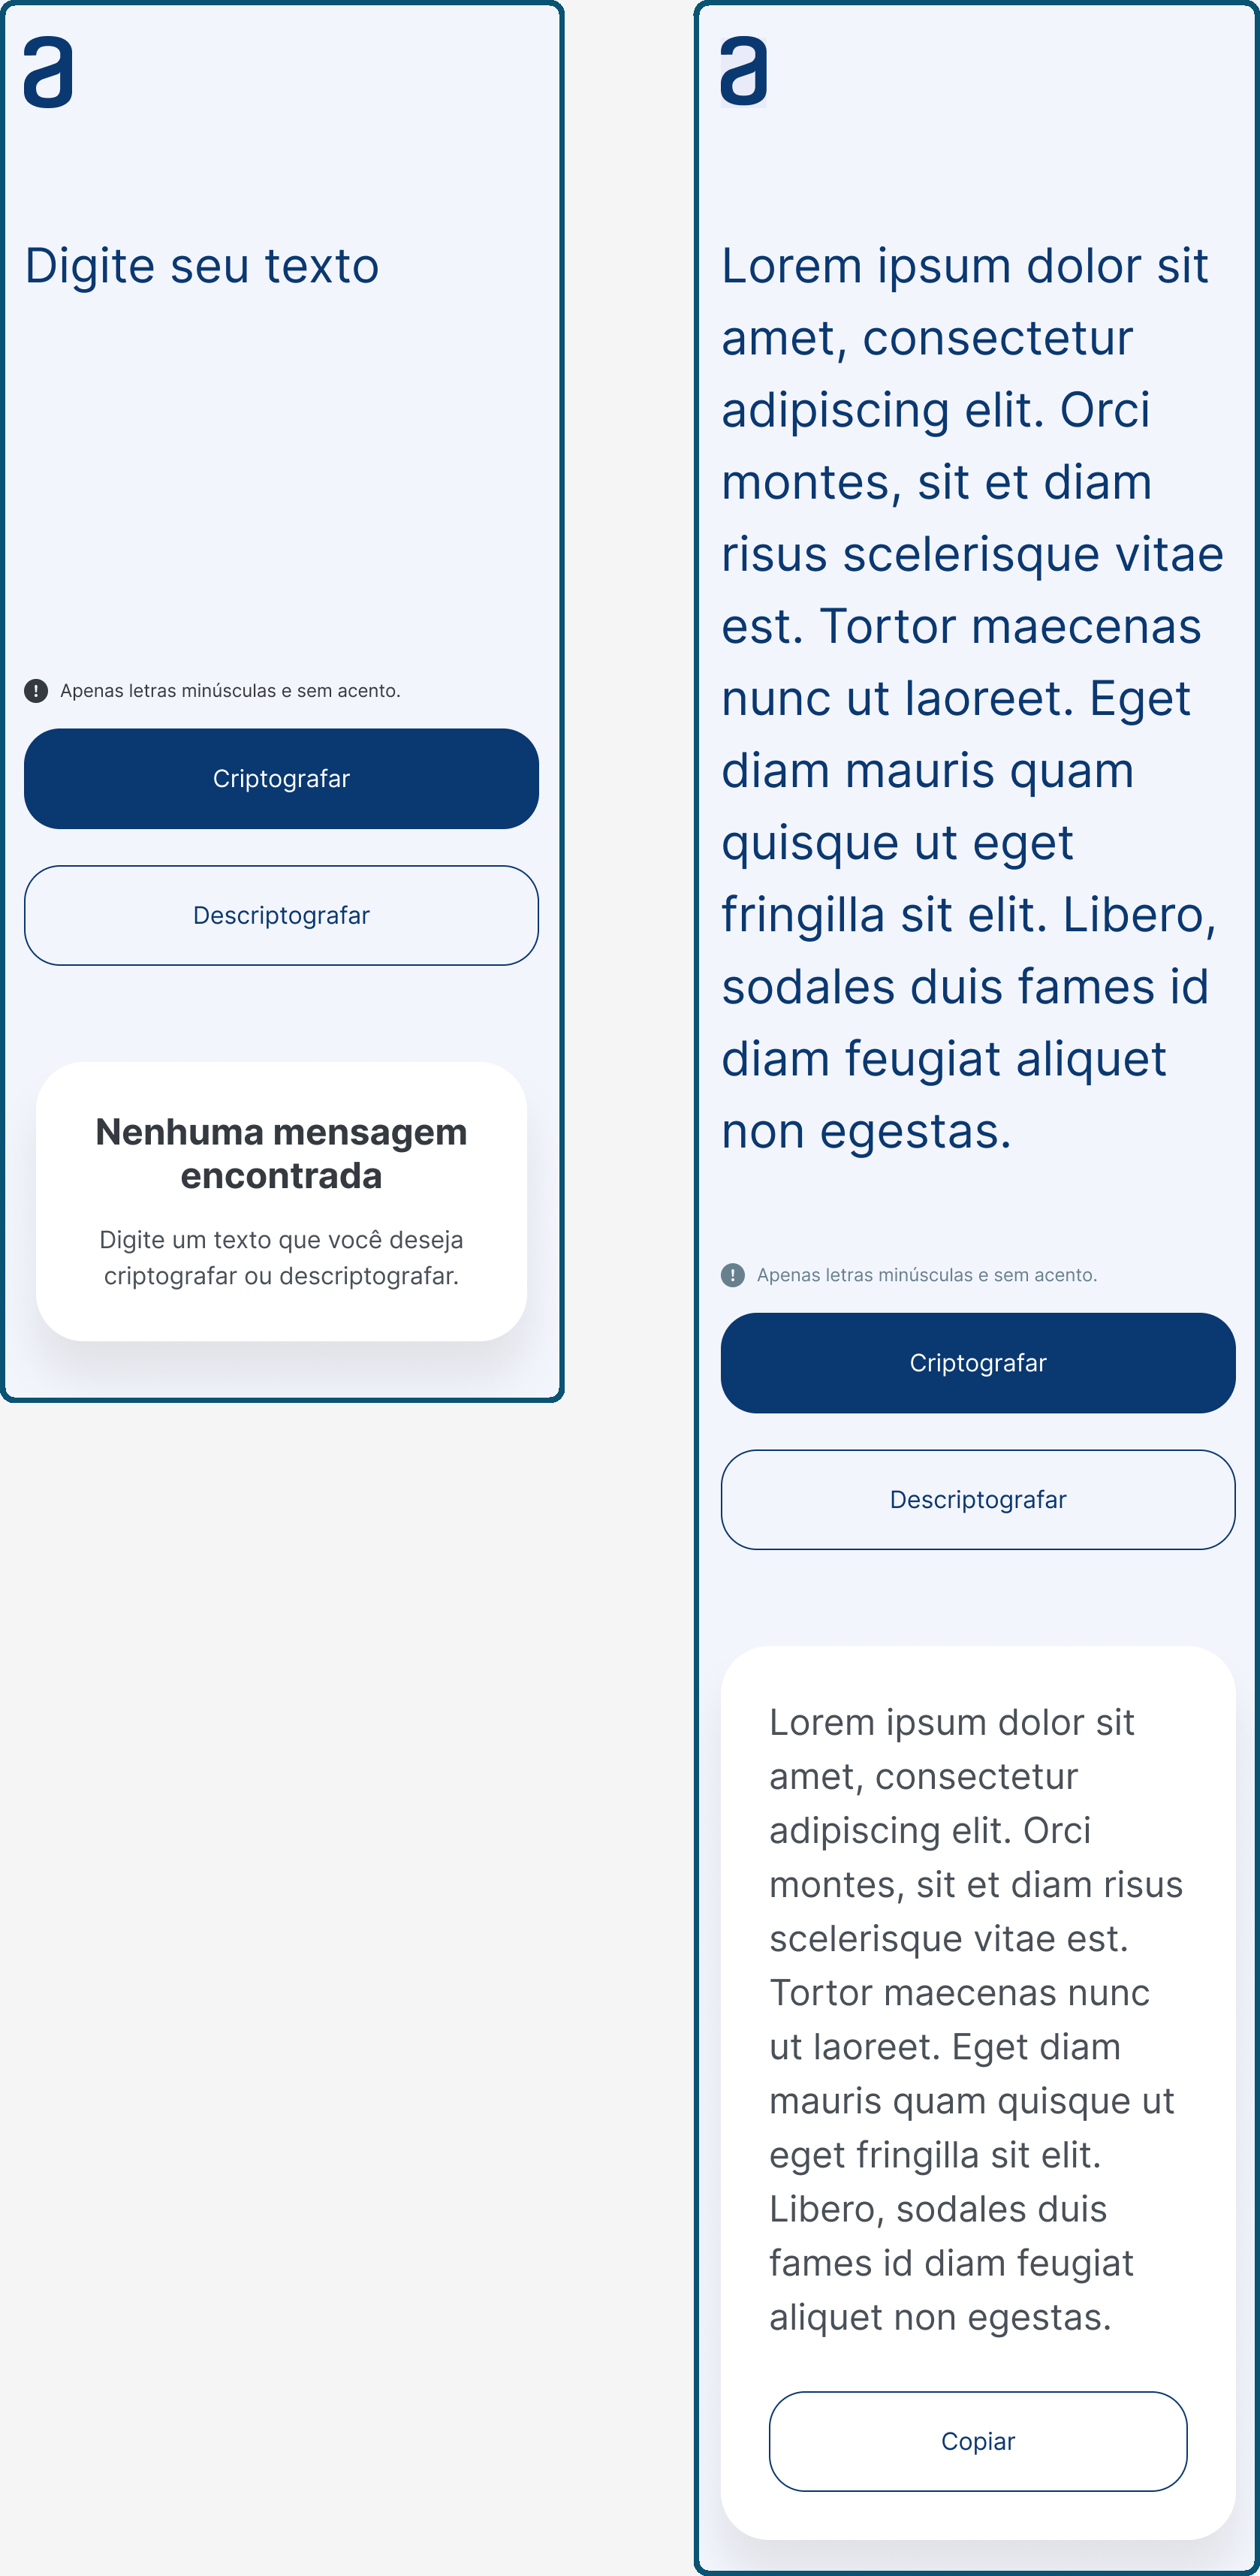 a
Digite seu texto
! Apenas letras minúsculas e sem acento.
Criptografar
Descriptografar
Nenhuma mensagem
encontrada
Digite um texto que você deseja
criptografar ou descriptografar.
a
Lorem ipsum dolor sit
amet, consectetur
adipiscing elit. Orci
montes, sit et diam
risus scelerisque vitae
est. Tortor maecenas
nunc ut laoreet. Eget
diam mauris quam
quisque ut eget
fringilla sit elit. Libero,
sodales duis fames id
diam feugiat aliquet
non egestas.
! Apenas letras minúsculas e sem acento.
Criptografar
Descriptografar
Lorem ipsum dolor sit
amet, consectetur
adipiscing elit. Orci
montes, sit et diam risus
scelerisque vitae est.
Tortor maecenas nunc
ut laoreet. Eget diam
mauris quam quisque ut
eget fringilla sit elit.
Libero, sodales duis
fames id diam feugiat
aliquet non egestas.
Copiar